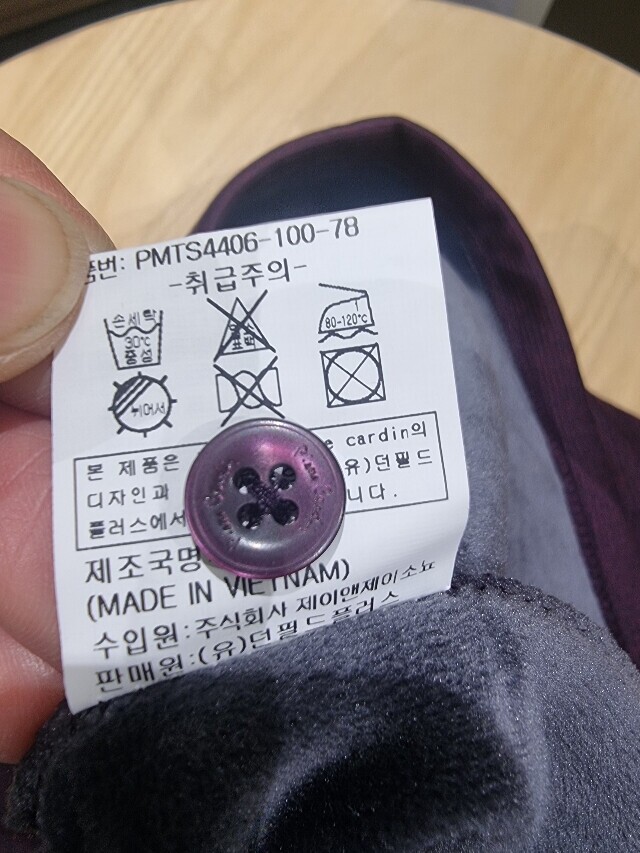 품번: PMTS4406-100-78
-취급주의-
손세탁
30℃
중성
80-120℃
뉘어서
본 제품은 cardin의
디자인과 유)던필드
플러스에서 니다.
제조국명
(MADE IN VIETNAM)
수입원:주식회사 제이앤제이소뇨
판매원:(유)던필드플러스